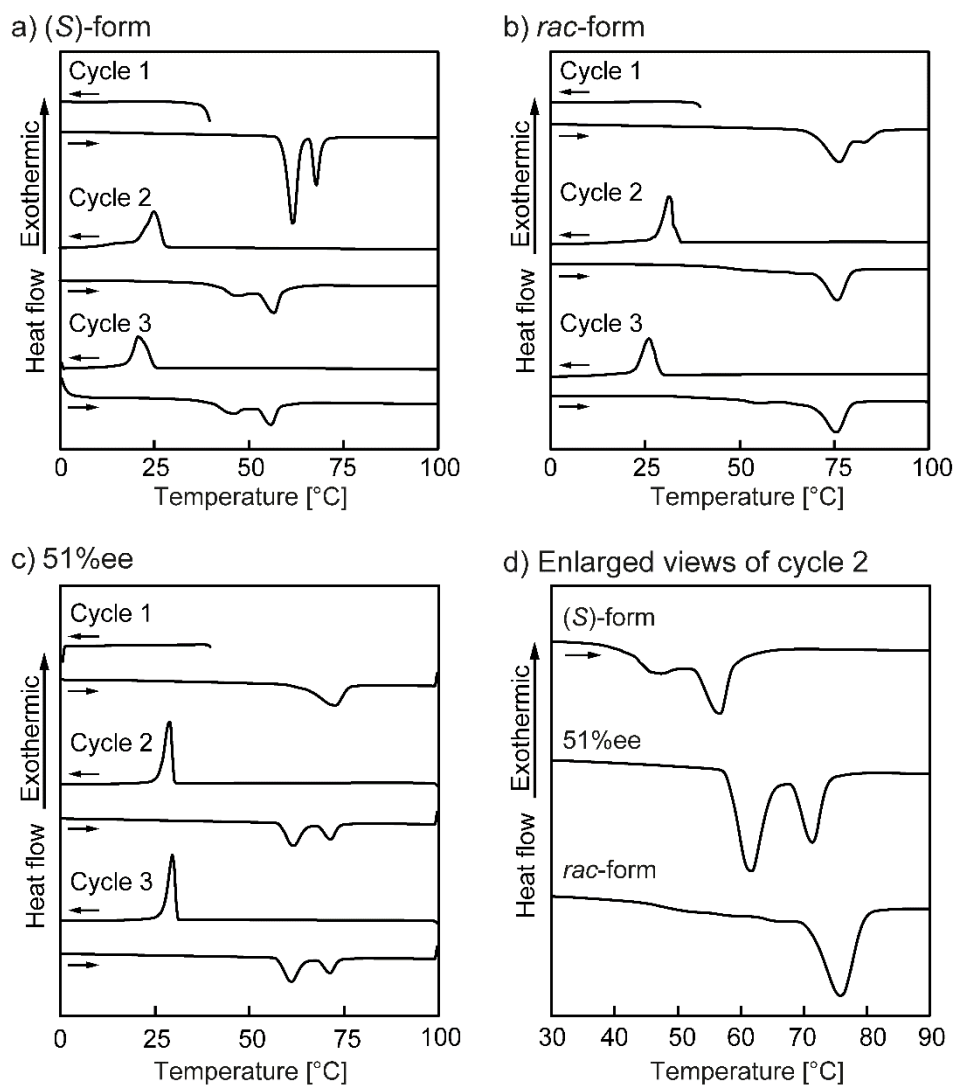 a) (S)-form
Cycle 1
Cycle 2
Cycle 3
Heat flow Exothermic
0 25 50 75 100
Temperature [°C]
b) rac-form
Cycle 1
Cycle 2
Cycle 3
Heat flow Exothermic
0 25 50 75 100
Temperature [°C]
c) 51%ee
Cycle 1
Cycle 2
Cycle 3
Heat flow Exothermic
0 25 50 75 100
Temperature [°C]
d) Enlarged views of cycle 2
(S)-form
51%ee
rac-form
Heat flow Exothermic
30 40 50 60 70 80 90
Temperature [°C]